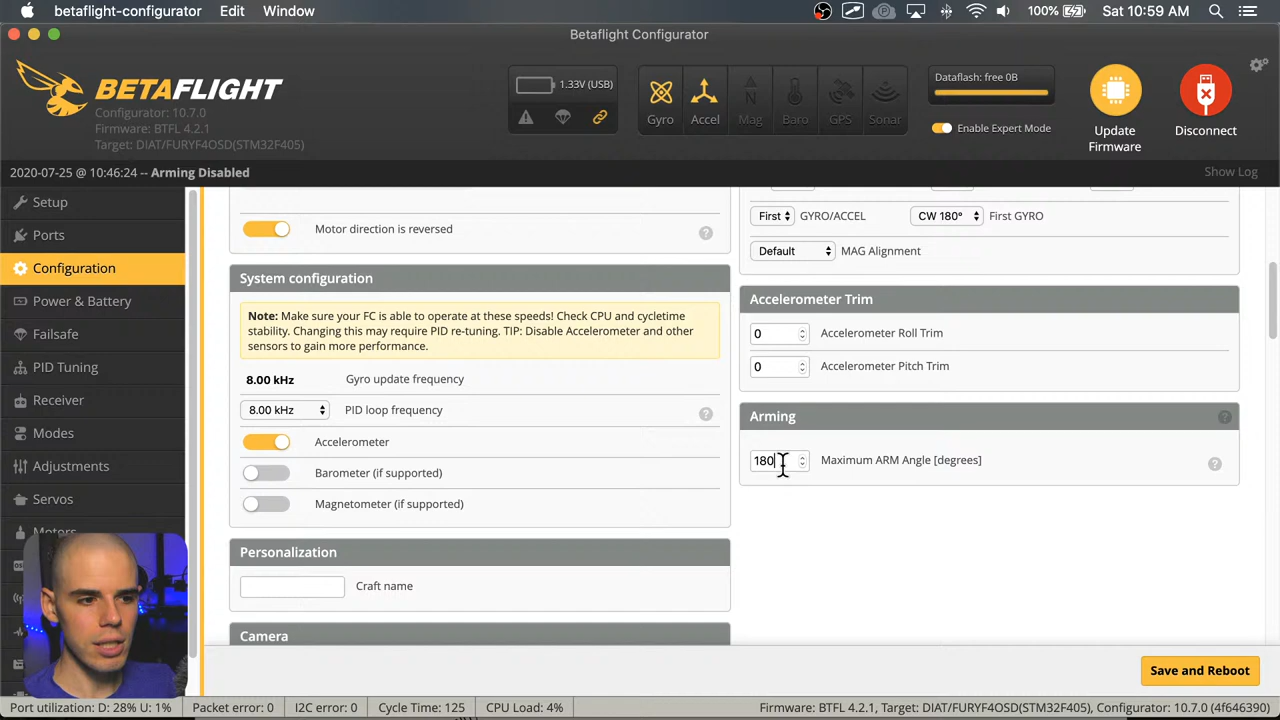 betaflight-configurator Edit Window
100% Sat 10:59 AM
Betaflight Configurator
BETAFLIGHT
Configurator: 10.7.0
Firmware: BTFL 4.2.1
Target: DIAT/FURYF4OSD(STM32F405)
1.33V (USB)
Gyro Accel Mag Baro GPS Sonar
Dataflash: free 0B
Enable Expert Mode
Update
Firmware
Disconnect
2020-07-25 @ 10:46:24 -- Arming Disabled
Show Log
Setup
Ports
Configuration
Power & Battery
Failsafe
PID Tuning
Receiver
Modes
Adjustments
Servos
Motors
Motor direction is reversed
System configuration
Note: Make sure your FC is able to operate at these speeds! Check CPU and cycletime
stability. Changing this may require PID re-tuning. TIP: Disable Accelerometer and other
sensors to gain more performance.
8.00 kHz Gyro update frequency
8.00 kHz PID loop frequency
Accelerometer
Barometer (if supported)
Magnetometer (if supported)
Personalization
Craft name
Camera
First GYRO/ACCEL CW 180° First GYRO
Default MAG Alignment
Accelerometer Trim
0 Accelerometer Roll Trim
0 Accelerometer Pitch Trim
Arming
180 Maximum ARM Angle [degrees]
Save and Reboot
Port utilization: D: 28% U: 1% Packet error: 0 I2C error: 0 Cycle Time: 125 CPU Load: 4% Firmware: BTFL 4.2.1, Target: DIAT/FURYF4OSD(STM32F405), Configurator: 10.7.0 (4f646390)